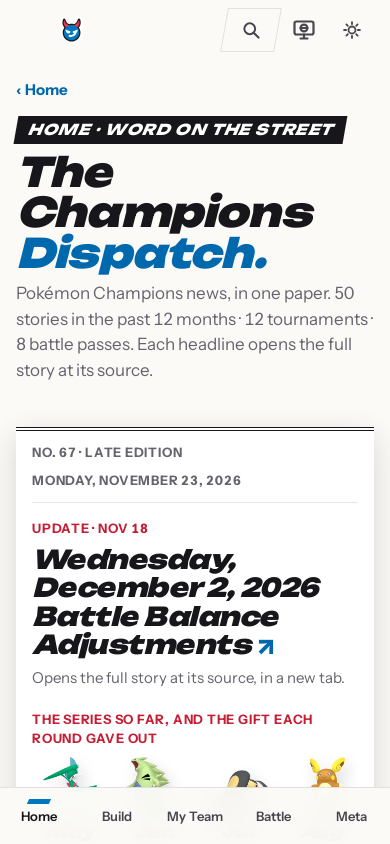 ‹ Home
HOME · WORD ON THE STREET
The
Champions
Dispatch.
Pokémon Champions news, in one paper. 50
stories in the past 12 months · 12 tournaments ·
8 battle passes. Each headline opens the full
story at its source.
NO. 67 · LATE EDITION
MONDAY, NOVEMBER 23, 2026
UPDATE · NOV 18
Wednesday,
December 2, 2026
Battle Balance
Adjustments
Opens the full story at its source, in a new tab.
THE SERIES SO FAR, AND THE GIFT EACH
ROUND GAVE OUT
Home Build My Team Battle Meta